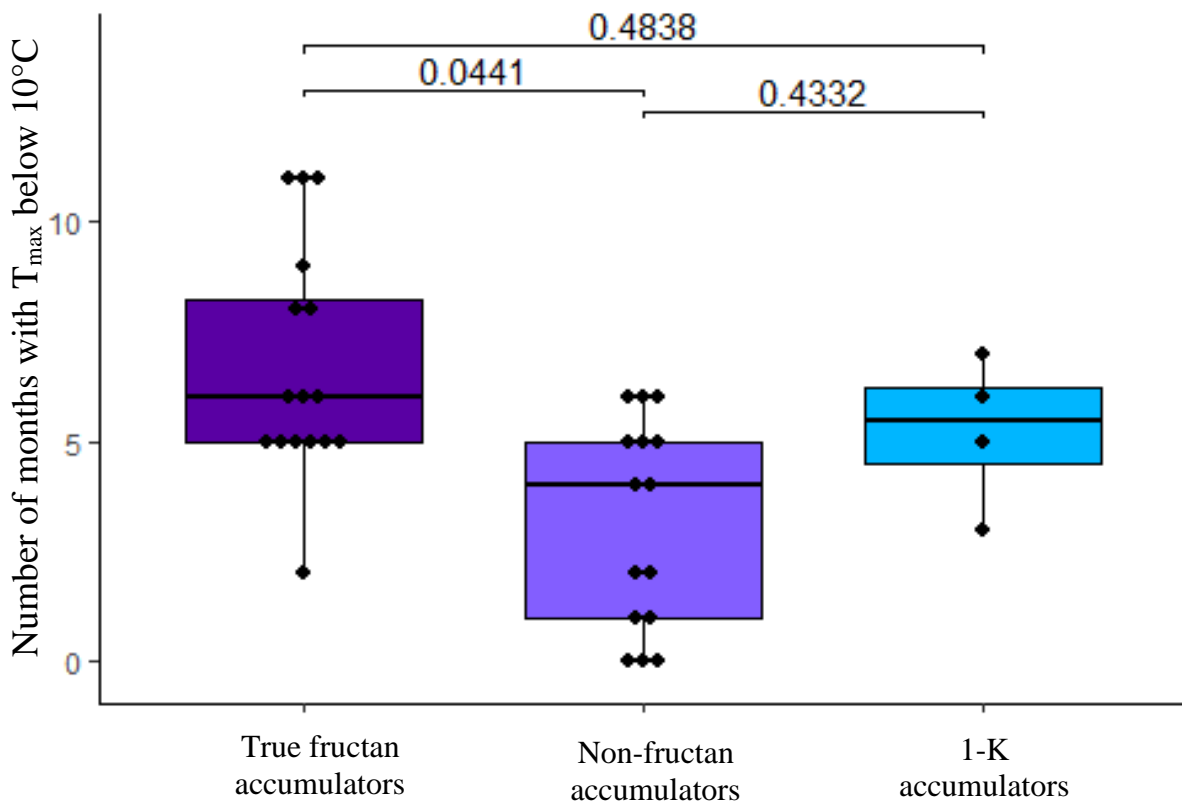 Number of months with Tmax below 10°C
0.4838
0.0441
0.4332
10
5
0
True fructan
accumulators
Non-fructan
accumulators
1-K
accumulators